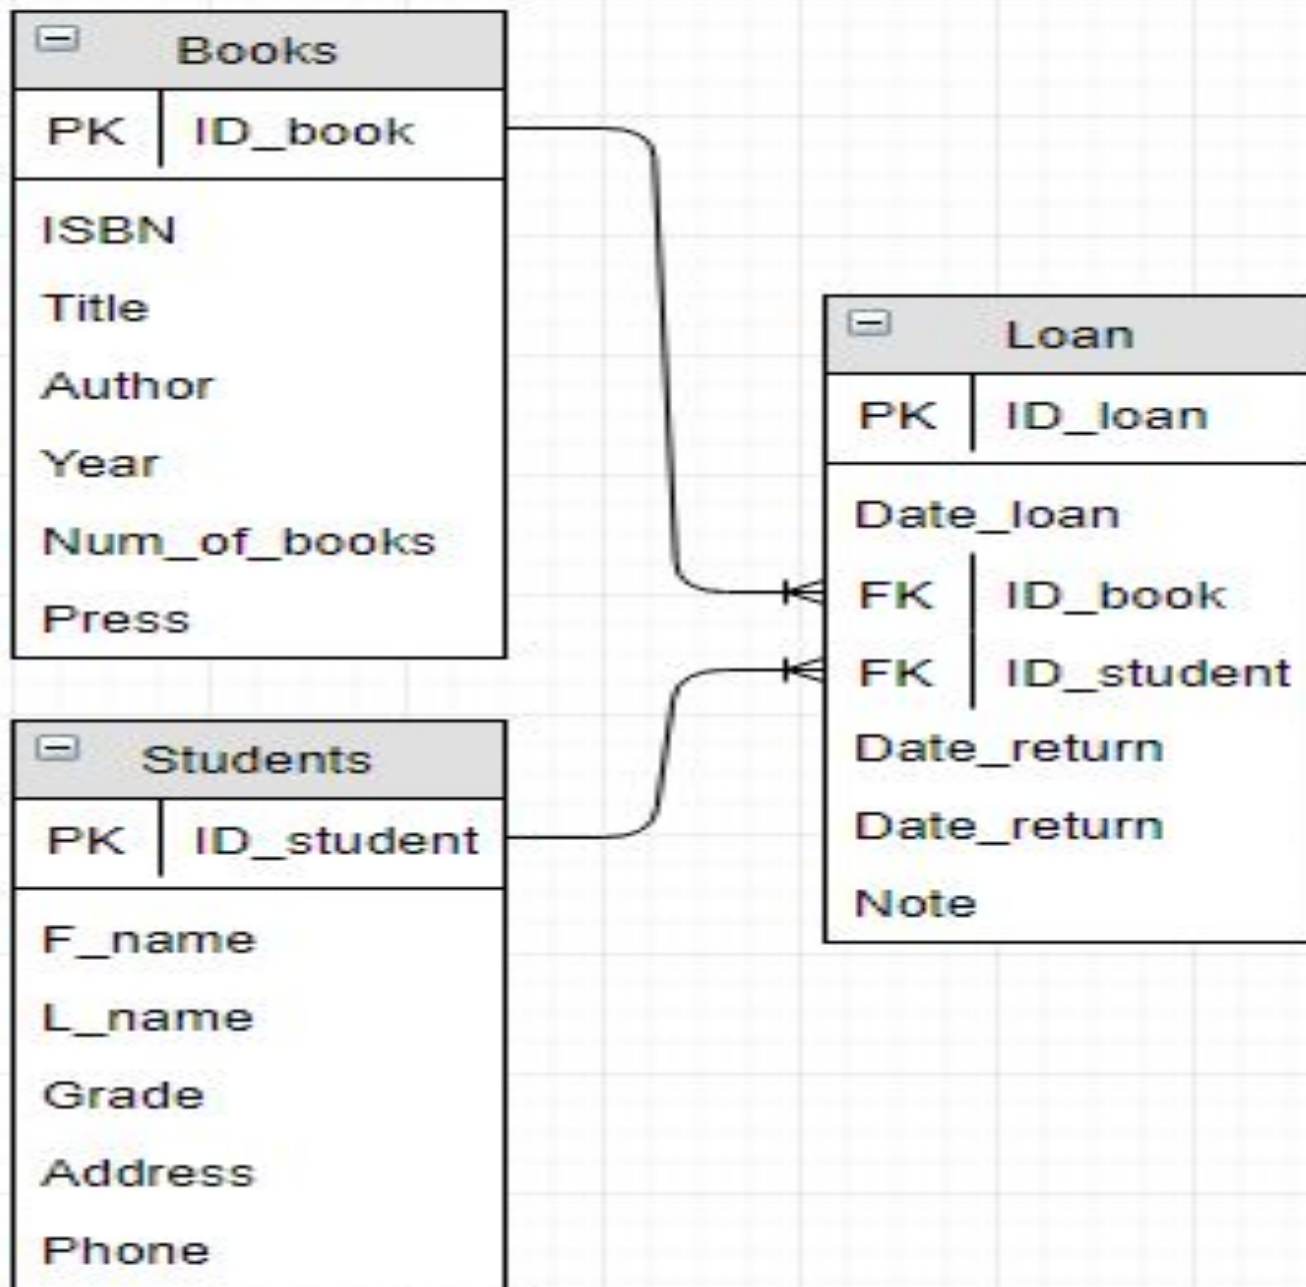 Books
PK ID_book
ISBN
Title
Author
Year
Num_of_books
Press
Students
PK ID_student
F_name
L_name
Grade
Address
Phone
Loan
PK ID_loan
Date_loan
FK ID_book
FK ID_student
Date_return
Date_return
Note